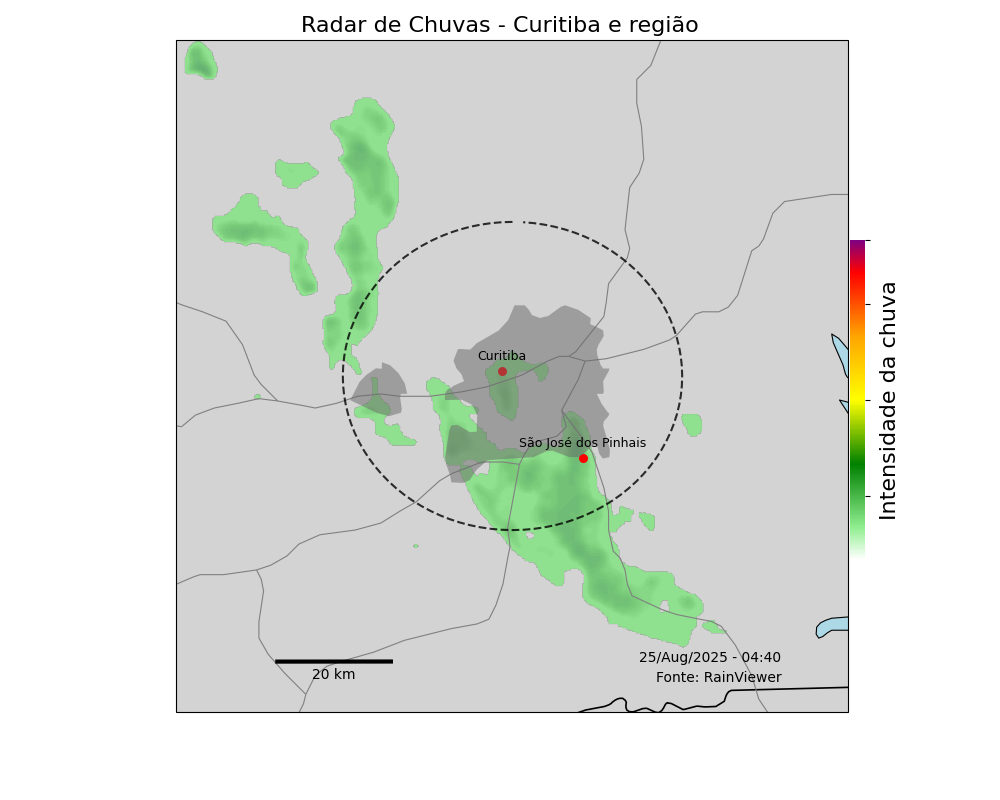 Radar de Chuvas - Curitiba e região
Curitiba
São José dos Pinhais
Intensidade da chuva
25/Aug/2025 - 04:40
Fonte: RainViewer
20 km